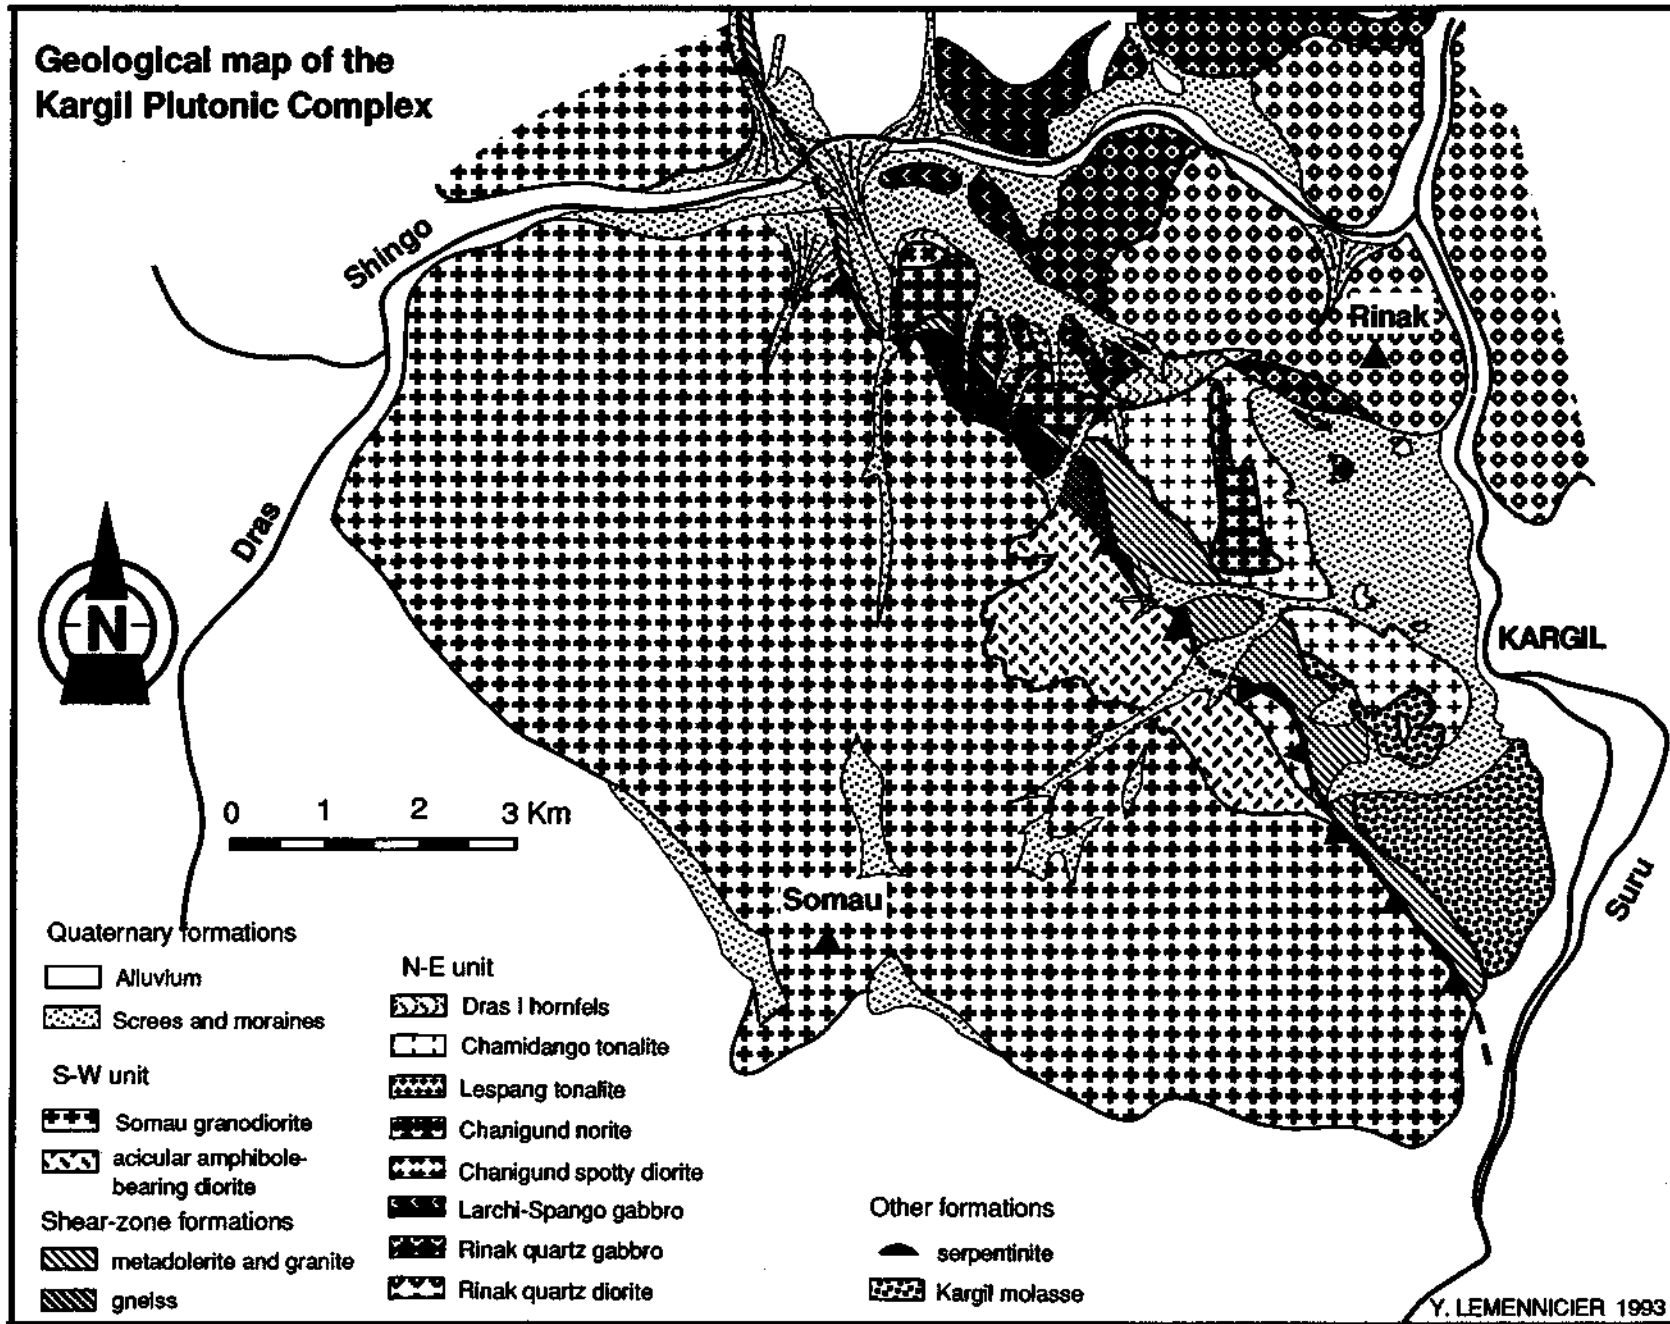 Geological map of the
Kargil Plutonic Complex
Shingo
Rinak
Dras
N
KARGIL
0 1 2 3 Km
Somau
Suru
Quaternary formations
Alluvium
Screes and moraines
S-W unit
Somau granodiorite
acicular amphibole-
bearing diorite
Shear-zone formations
metadolerite and granite
gneiss
N-E unit
Dras I hornfels
Chamidango tonalite
Lespang tonalite
Chanigund norite
Chanigund spotty diorite
Larchi-Spango gabbro
Rinak quartz gabbro
Rinak quartz diorite
Other formations
serpentinite
Kargil molasse
Y. LEMENNICIER 1993